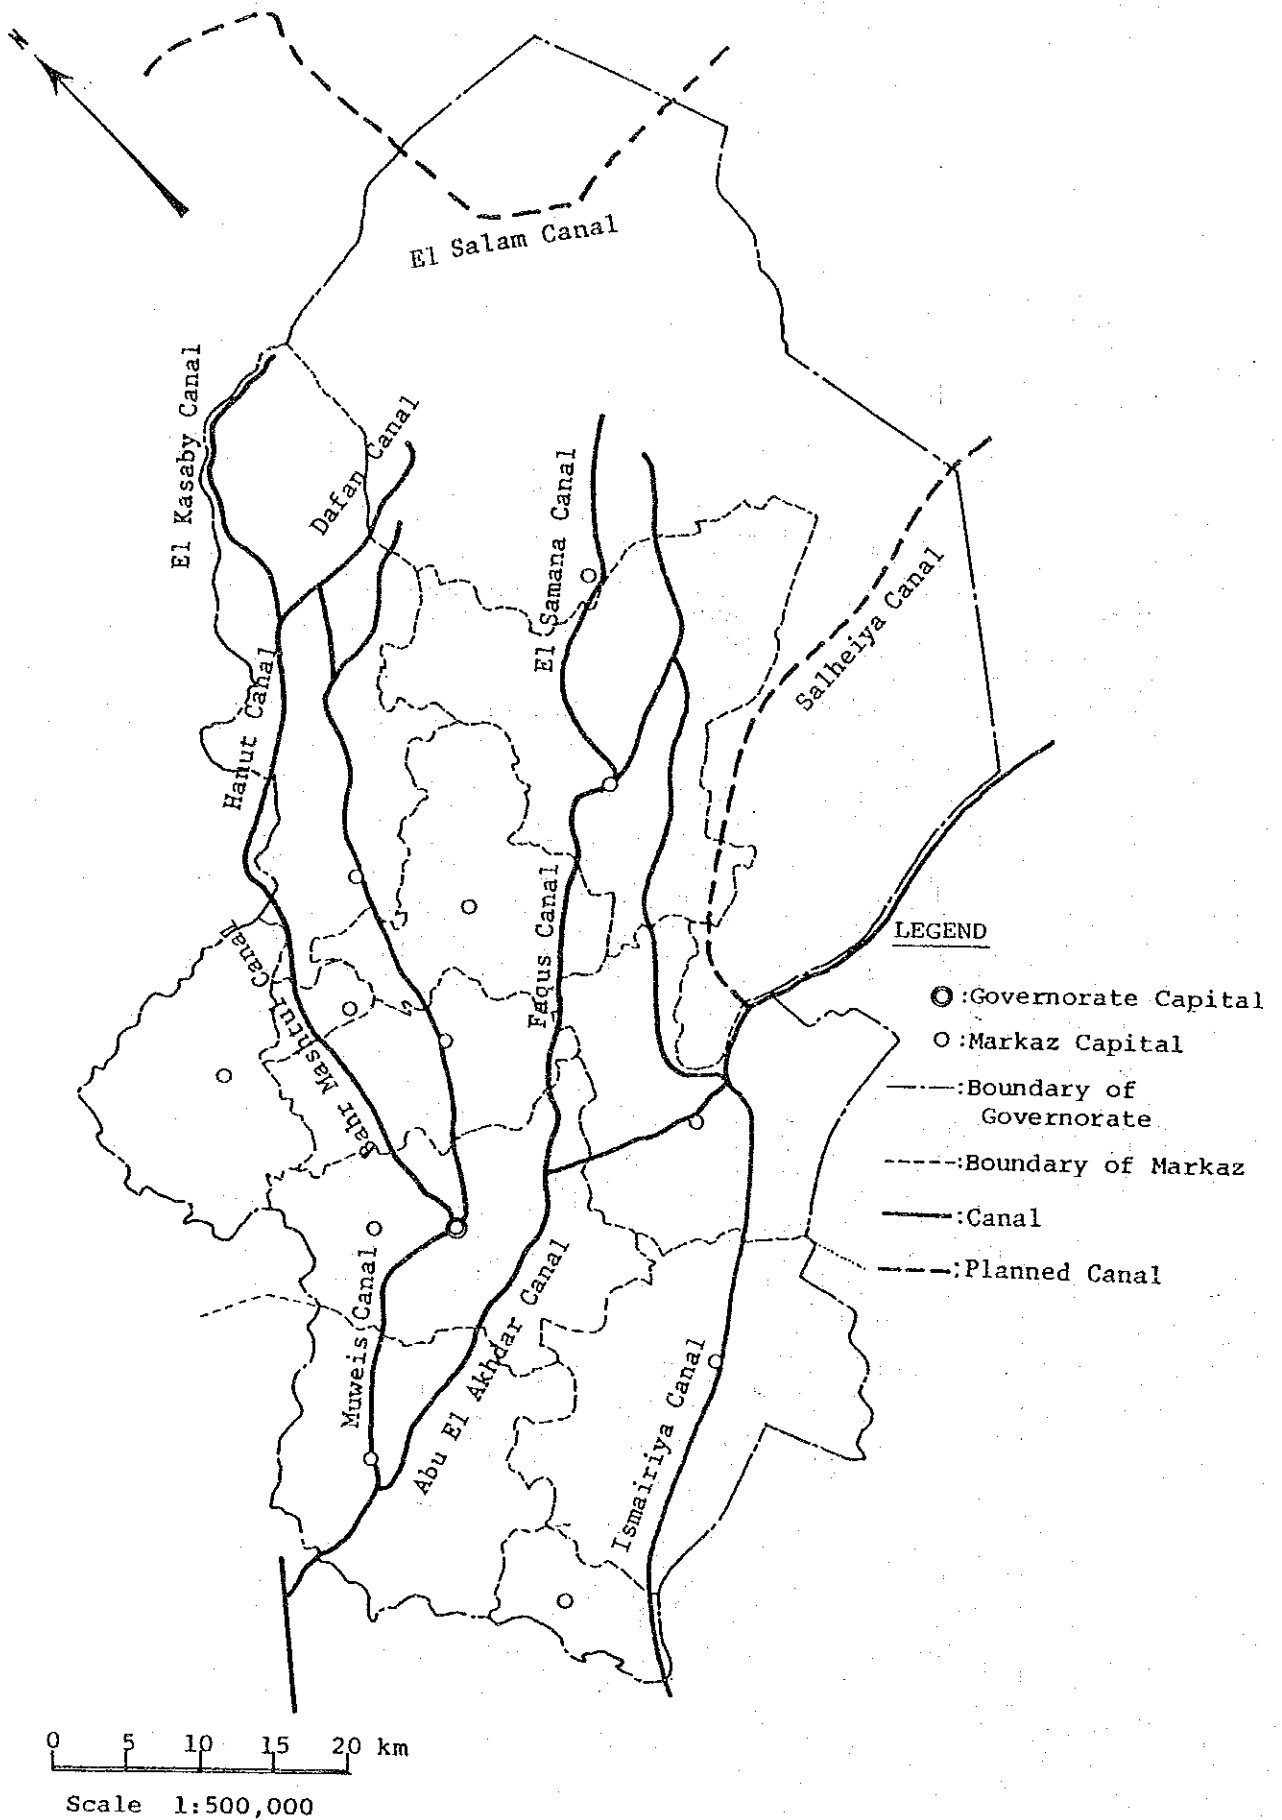 N
El Salam Canal
El Kasaby Canal
Dafan Canal
El Samana Canal
Salheiya Canal
Hanut Canal
Faqus Canal
Bahr Mashtul Canal
Muweis Canal
Abu El Akhdar Canal
Ismairiya Canal
LEGEND
:Governorate Capital
:Markaz Capital
:Boundary of
Governorate
:Boundary of Markaz
:Canal
:Planned Canal
0 5 10 15 20 km
Scale 1:500,000